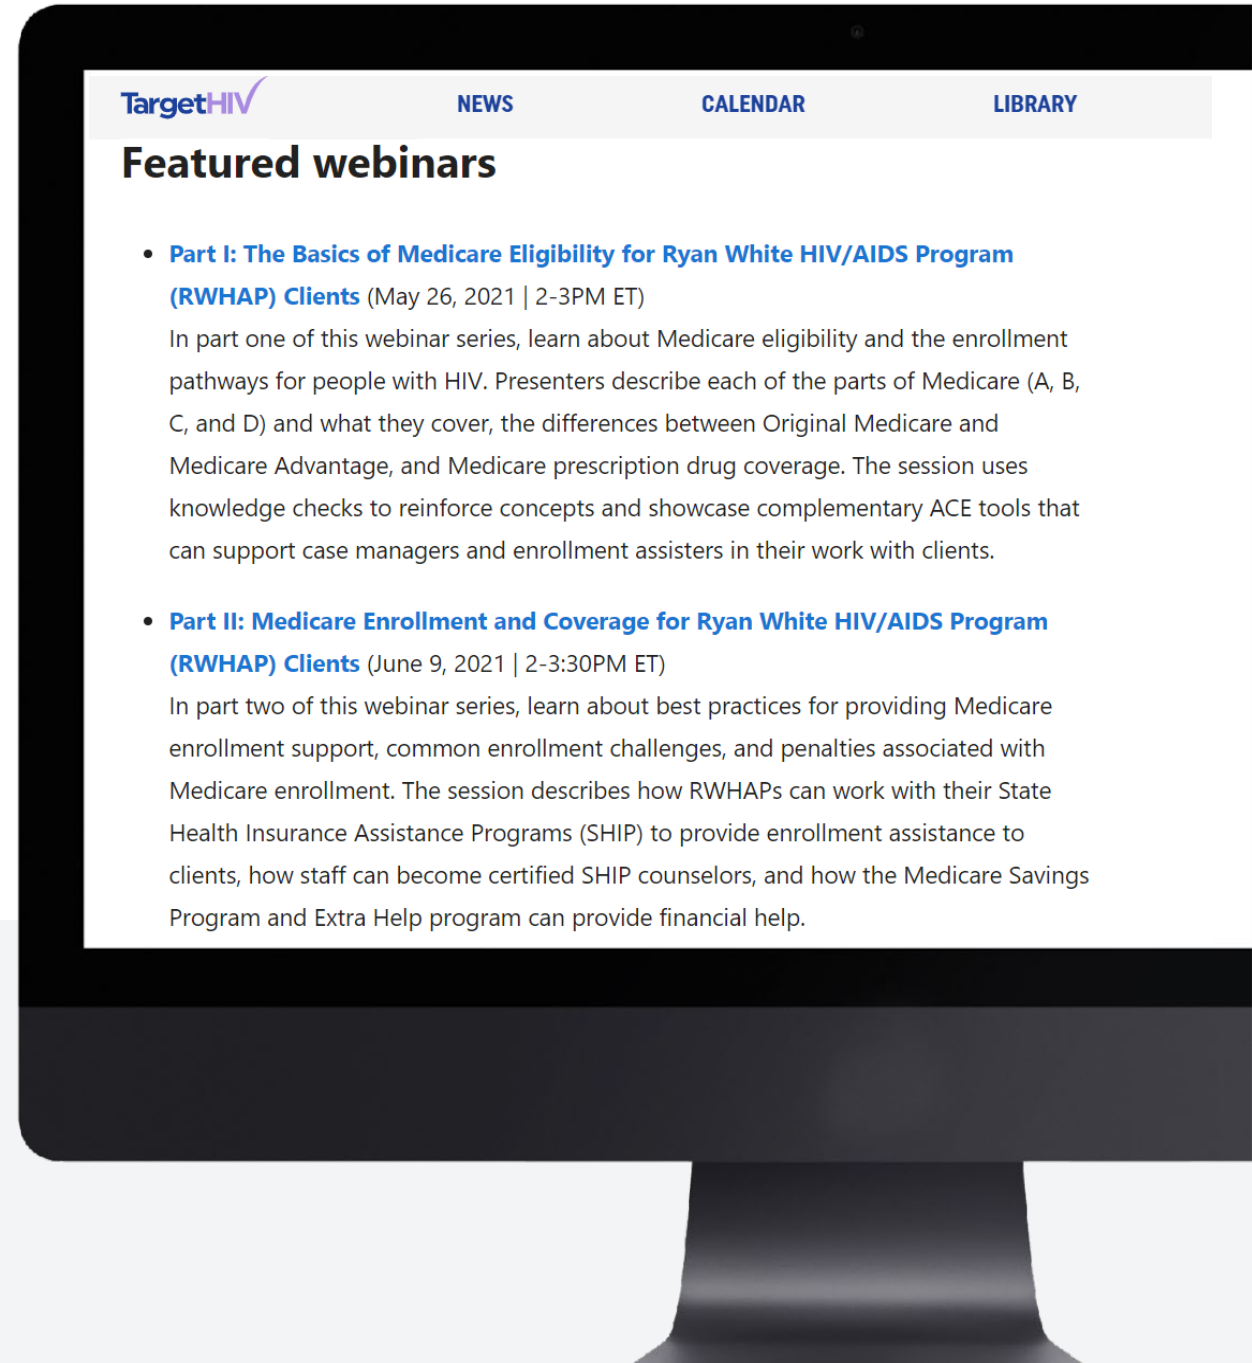 TargetHIV NEWS CALENDAR LIBRARY
Featured webinars
• Part I: The Basics of Medicare Eligibility for Ryan White HIV/AIDS Program
(RWHAP) Clients (May 26, 2021 | 2-3PM ET)
In part one of this webinar series, learn about Medicare eligibility and the enrollment
pathways for people with HIV. Presenters describe each of the parts of Medicare (A, B,
C, and D) and what they cover, the differences between Original Medicare and
Medicare Advantage, and Medicare prescription drug coverage. The session uses
knowledge checks to reinforce concepts and showcase complementary ACE tools that
can support case managers and enrollment assisters in their work with clients.
• Part II: Medicare Enrollment and Coverage for Ryan White HIV/AIDS Program
(RWHAP) Clients (June 9, 2021 | 2-3:30PM ET)
In part two of this webinar series, learn about best practices for providing Medicare
enrollment support, common enrollment challenges, and penalties associated with
Medicare enrollment. The session describes how RWHAPs can work with their State
Health Insurance Assistance Programs (SHIP) to provide enrollment assistance to
clients, how staff can become certified SHIP counselors, and how the Medicare Savings
Program and Extra Help program can provide financial help.